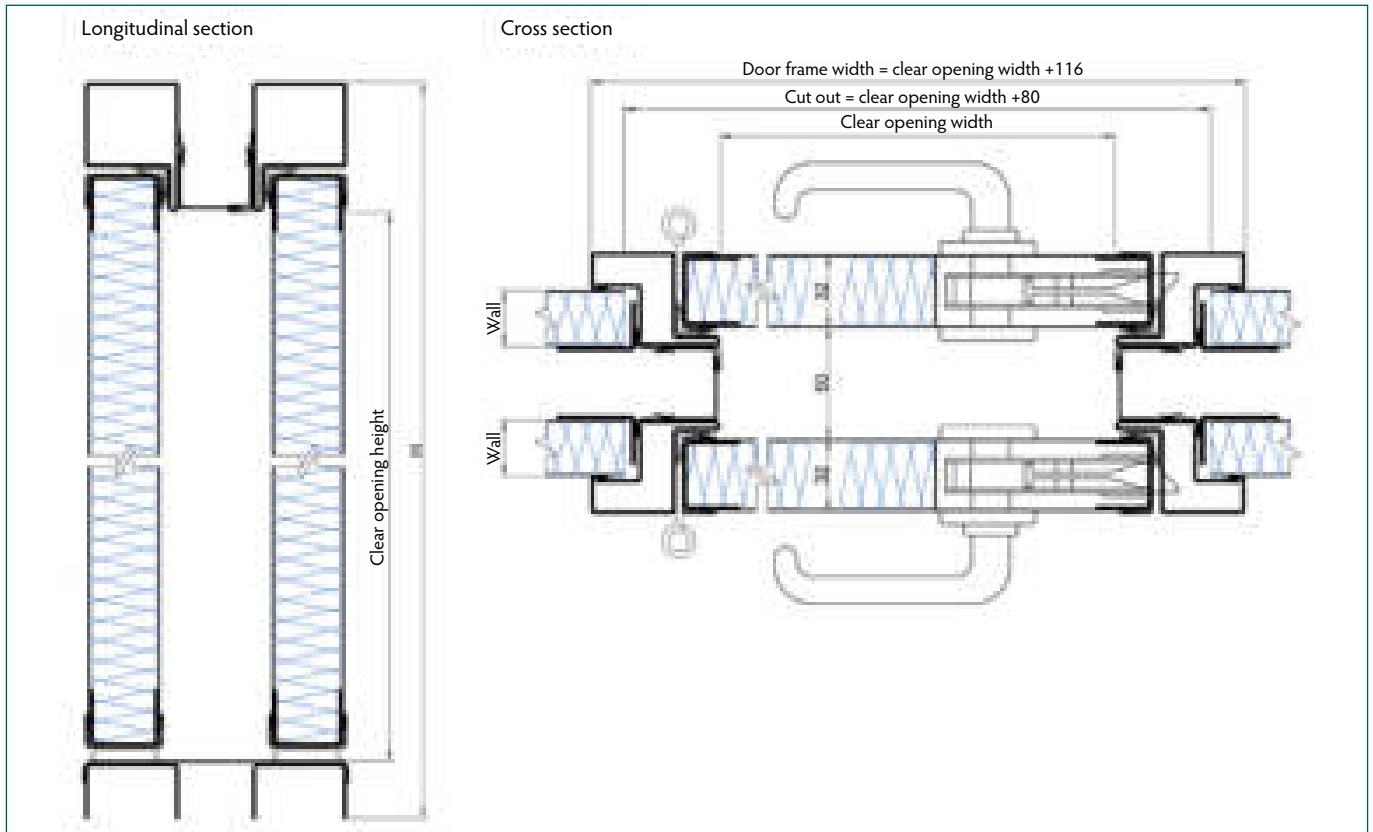 Longitudinal section
Cross section
Door frame width = clear opening width +116
Cut out = clear opening width +80
Clear opening width
Wall
Wall
Clear opening height